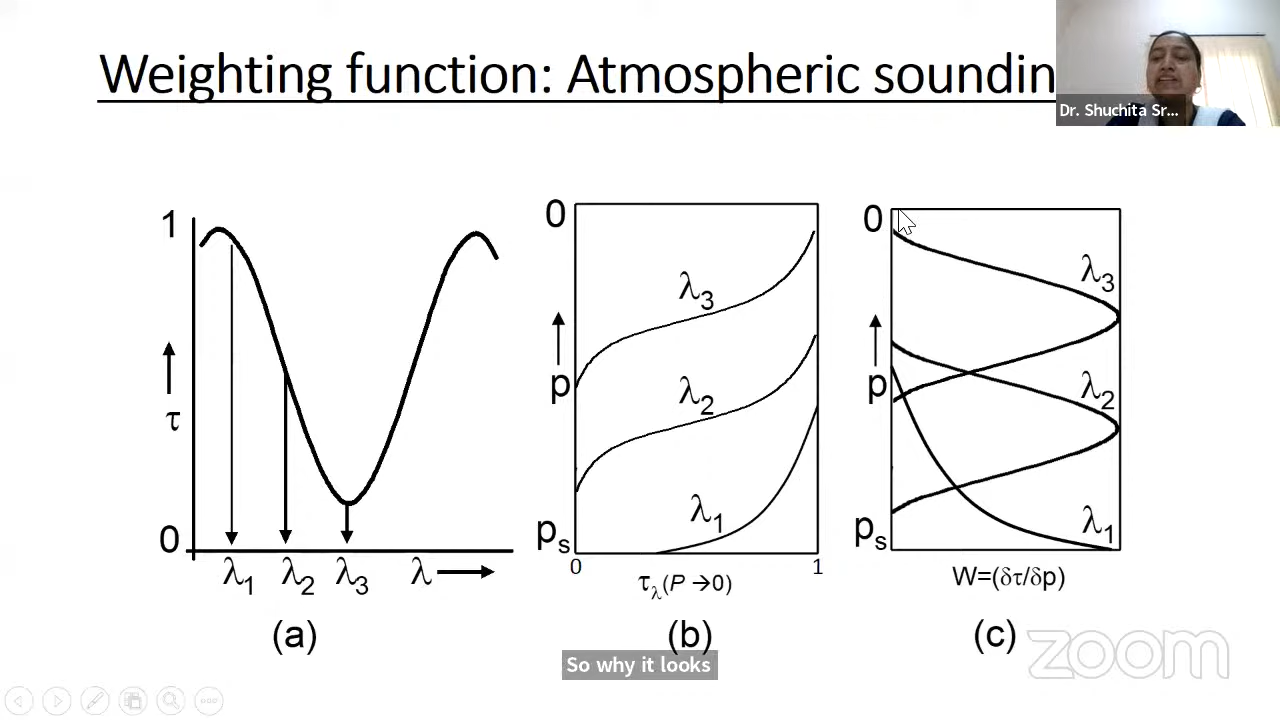 Weighting function: Atmospheric soundin
Dr. Shuchita Sr...
1
τ
0
λ1 λ2 λ3 λ
(a)
0
p
ps
λ3
λ2
λ1
0 1
τλ(P →0)
(b)
0
p
ps
λ3
λ2
λ1
W=(δτ/δp)
(c)
So why it looks
zoom